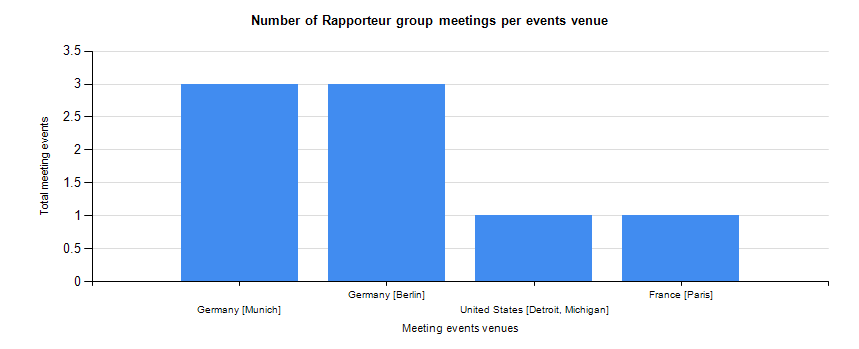 Number of Rapporteur group meetings per events venue
Total meeting events
3.5
3
2.5
2
1.5
1
0.5
0
Germany [Munich]
Germany [Berlin]
United States [Detroit, Michigan]
France [Paris]
Meeting events venues